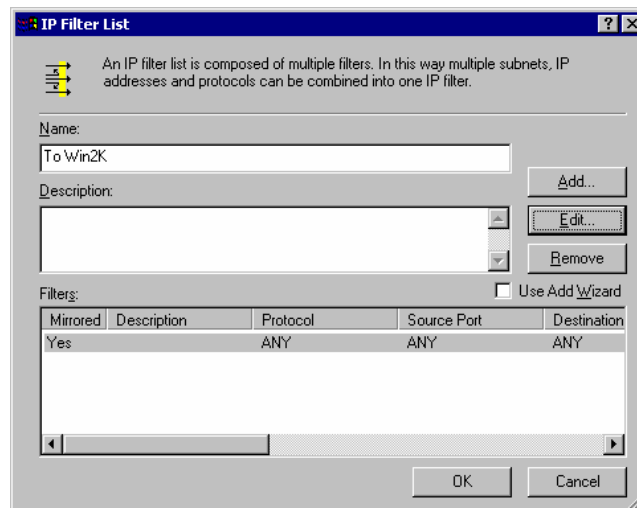 IP Filter List
An IP filter list is composed of multiple filters. In this way multiple subnets, IP
addresses and protocols can be combined into one IP filter.
Name:
To Win2K
Add...
Description:
Edit...
Remove
Filters:
Use Add Wizard
Mirrored Description Protocol Source Port Destination
Yes ANY ANY ANY
OK Cancel